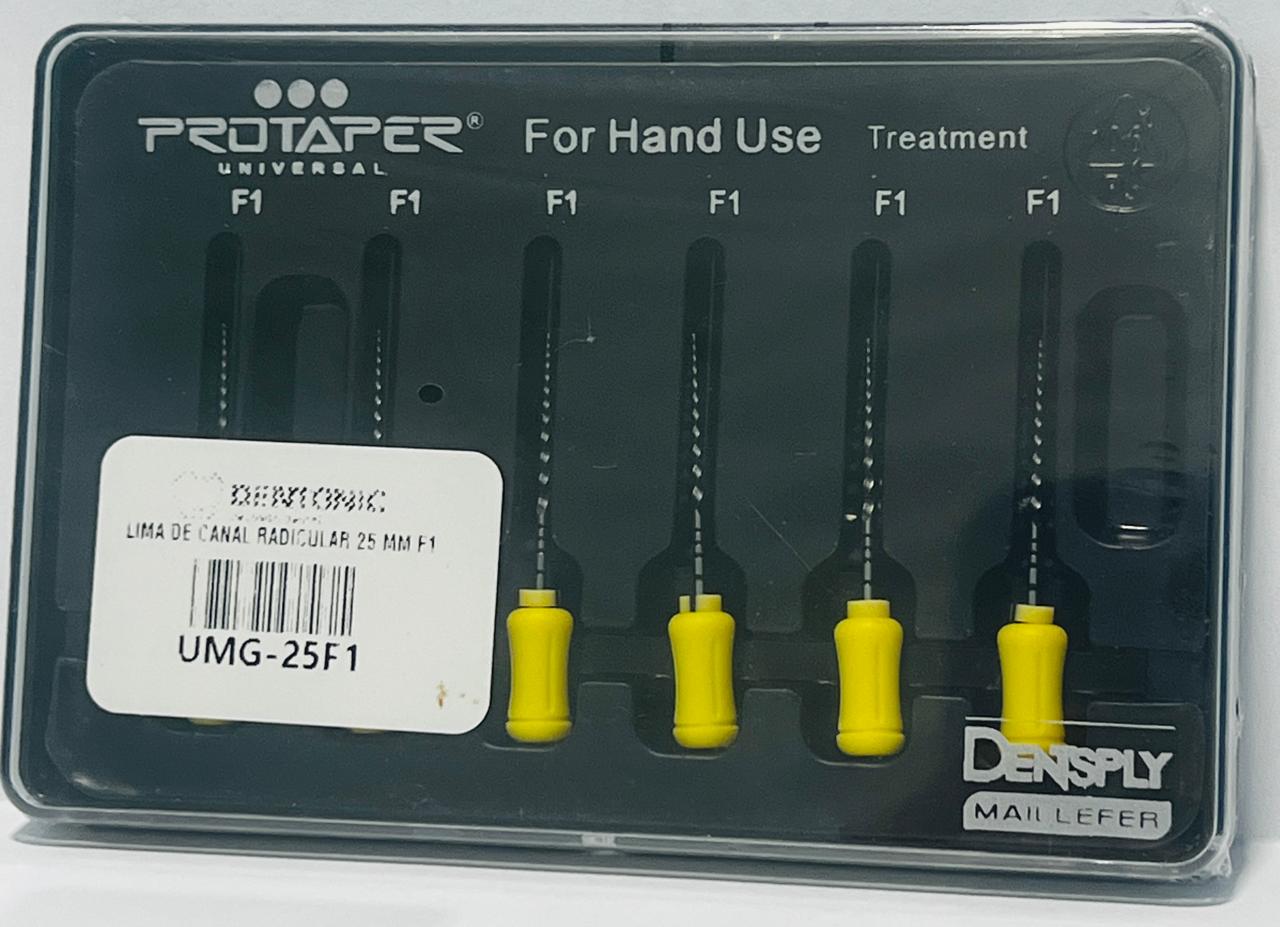 PROTAPER®
UNIVERSAL
For Hand Use
Treatment
F1 F1 F1 F1 F1 F1
DENTONIC
LIMA DE CANAL RADICULAR 25 MM F1
UMG-25F1
DENSPLY
MAILLEFER